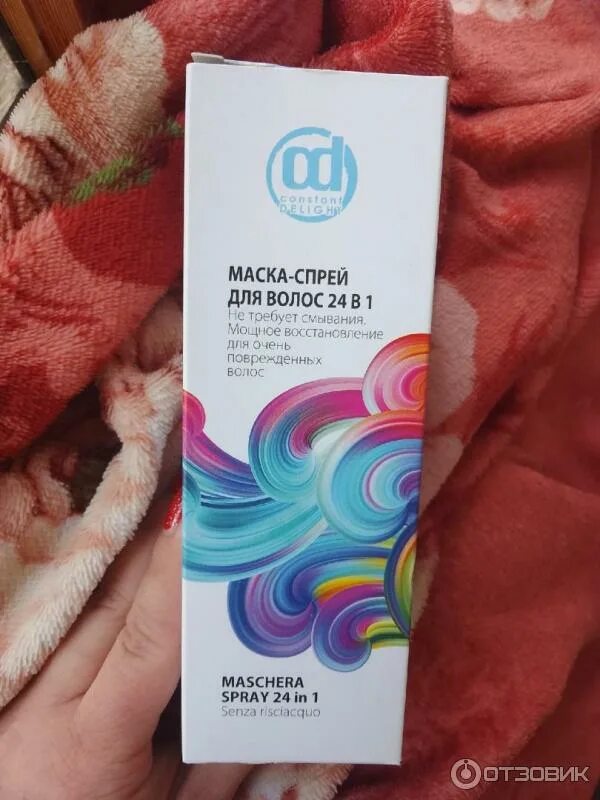 cd
constant
DELIGHT
МАСКА-СПРЕЙ
ДЛЯ ВОЛОС 24 В 1
Не требует смывания.
Мощное восстановление
для очень
поврежденных
волос
MASCHERA
SPRAY 24 in 1
Senza risciacquo
ОТЗОВИК